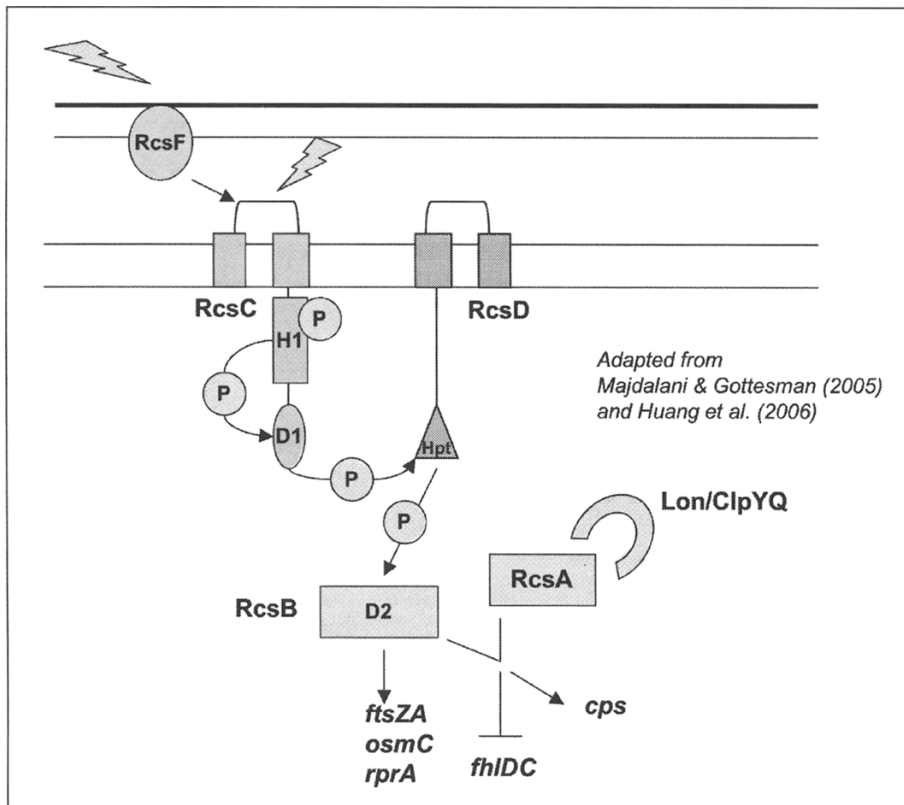 RcsF
RcsC
RcsD
P
H1
P
D1
P
Hpt
P
Adapted from
Majdalani & Gottesman (2005)
and Huang et al. (2006)
Lon/ClpYQ
RcsA
RcsB
D2
ftsZA
osmC
rprA
cps
fhlDC